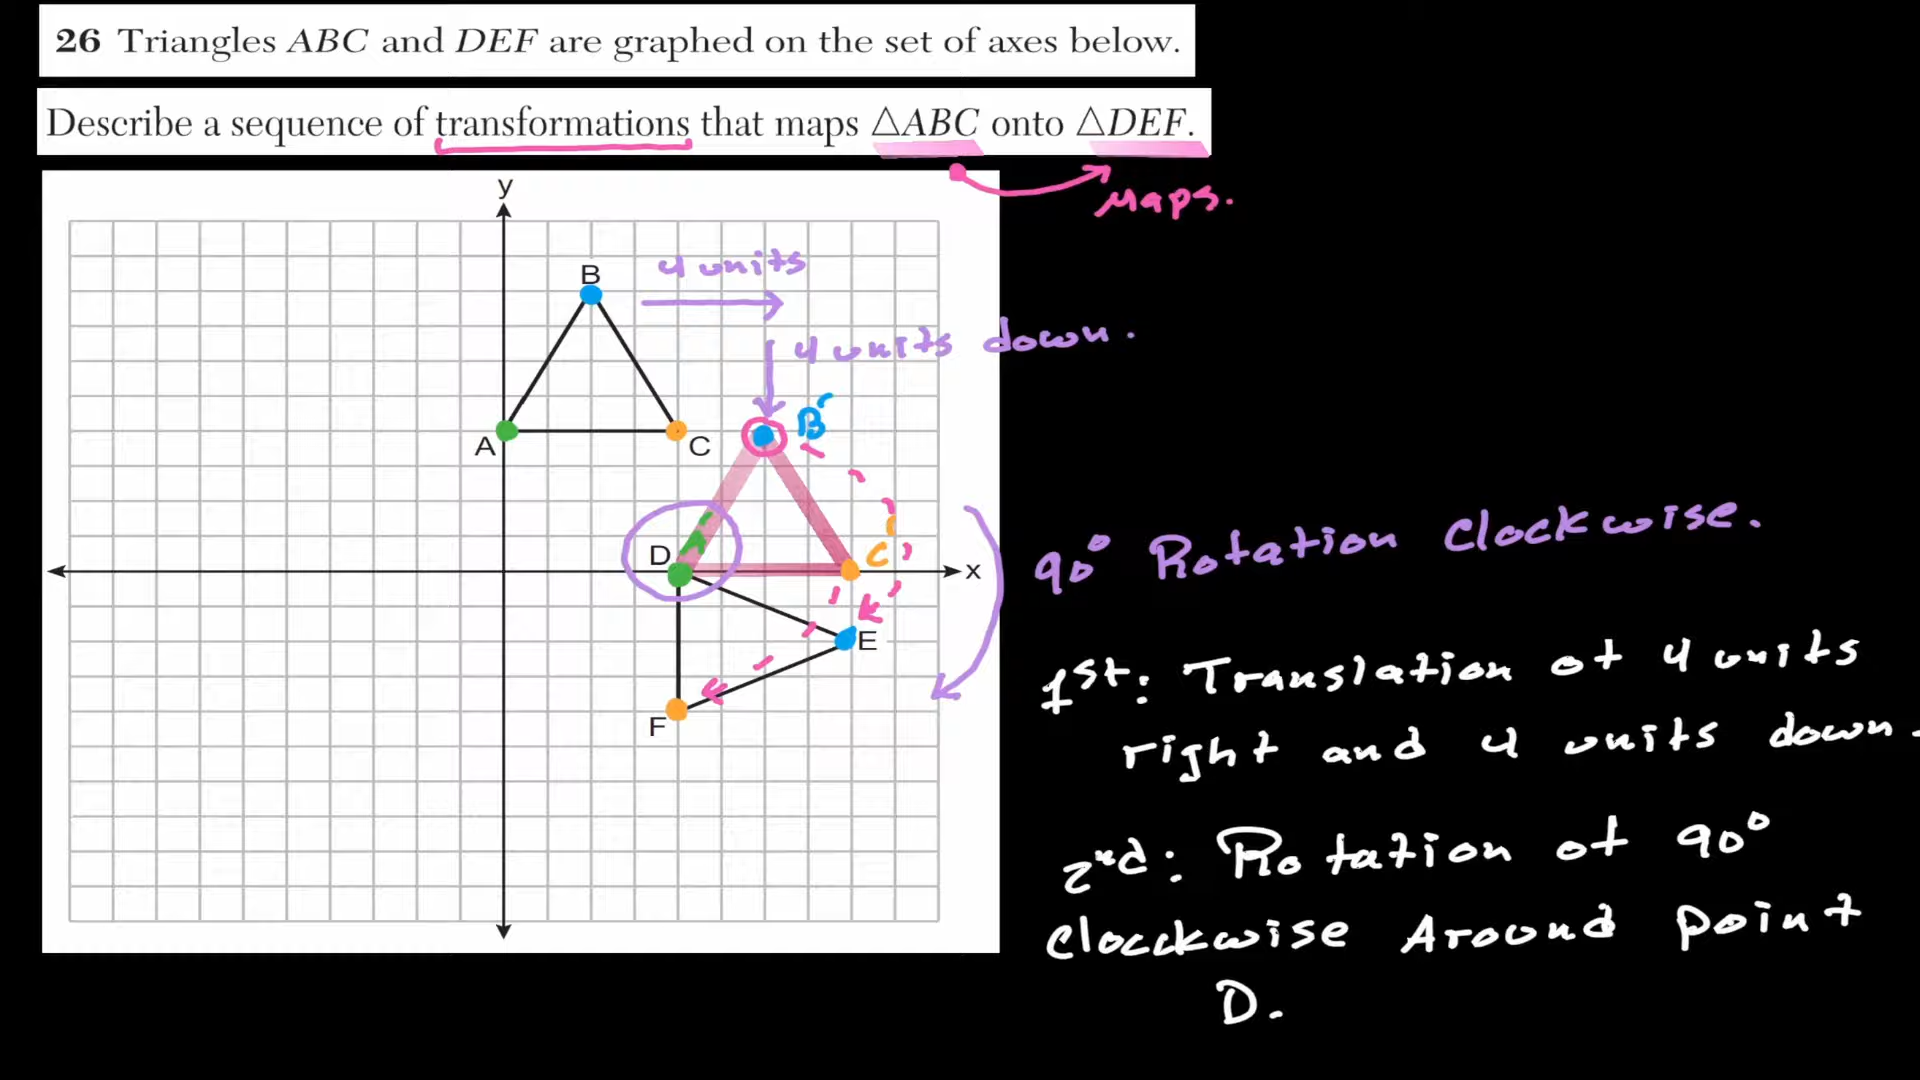 26 Triangles ABC and DEF are graphed on the set of axes below.
Describe a sequence of transformations that maps △ABC onto △DEF.
Maps.
y
B
4 units
4 units down.
B'
A
C
D
C'
x
E
F
90° Rotation Clockwise.
1st: Translation of 4 units
right and 4 units down.
2nd: Rotation of 90°
Cloclkwise Around point
D.